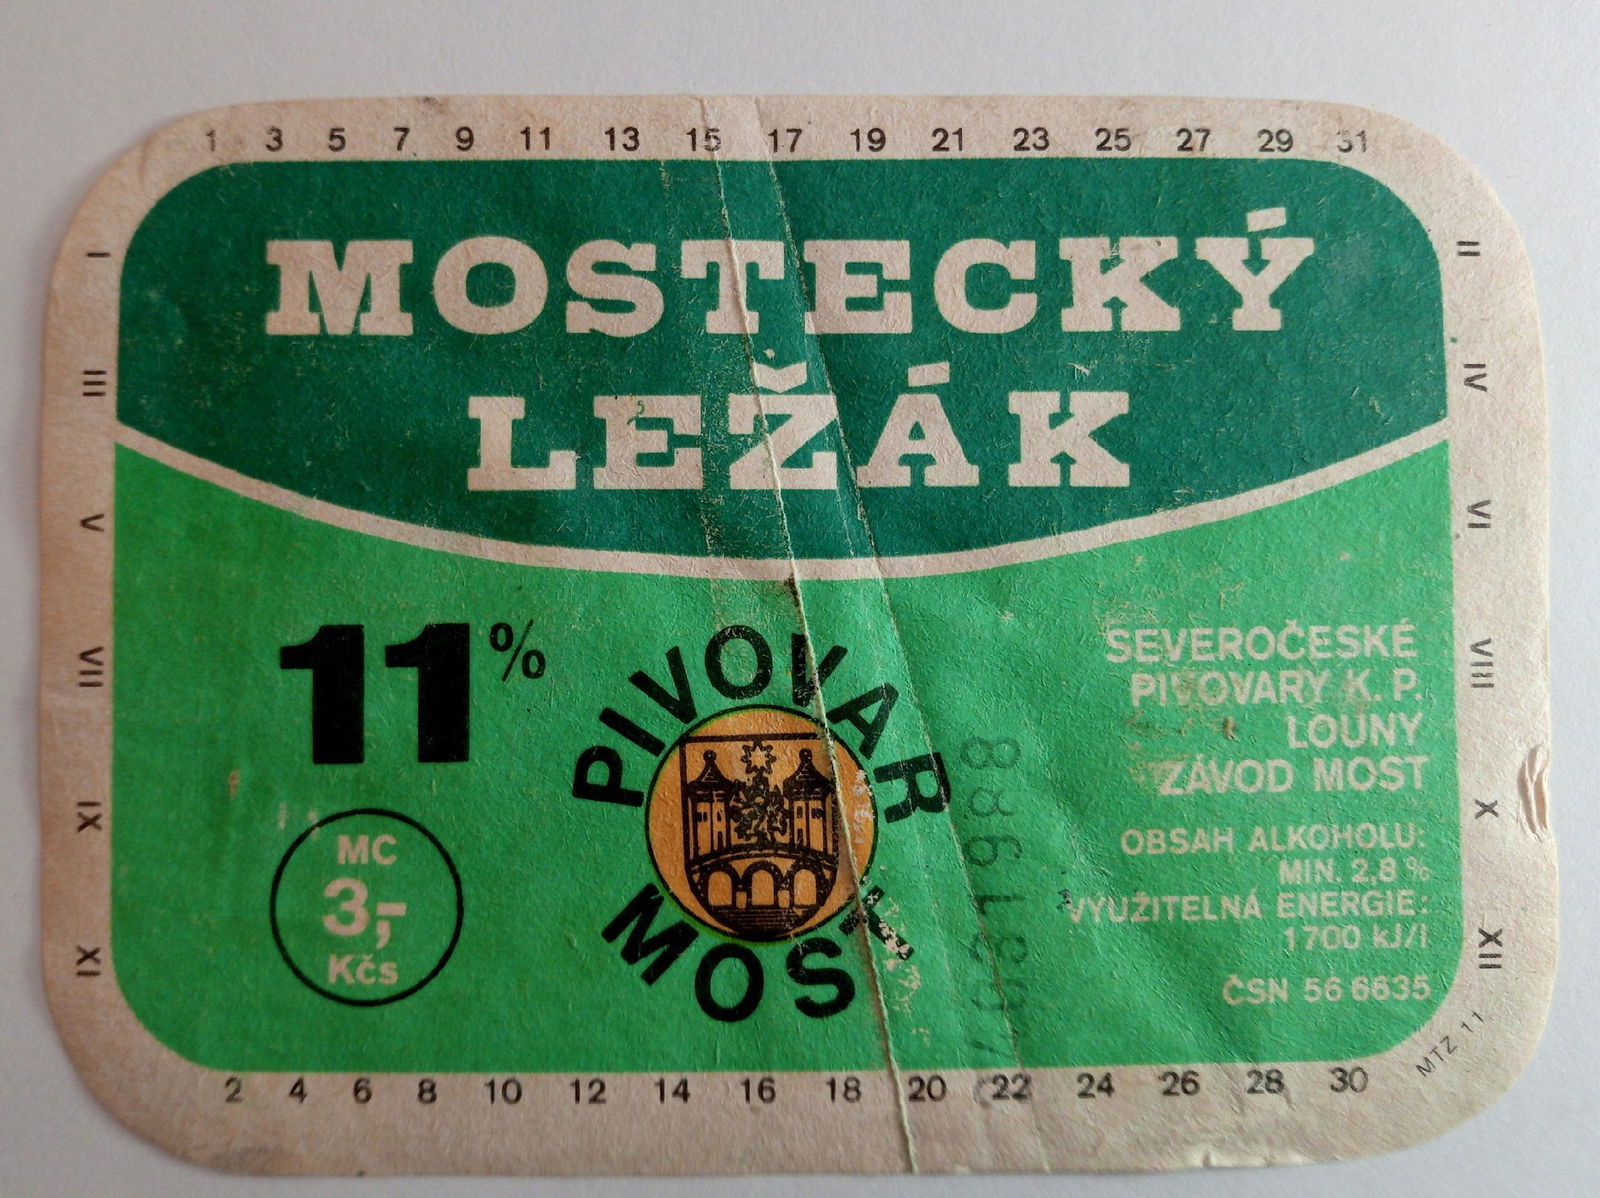 1 3 5 7 9 11 13 15 17 19 21 23 25 27 29 31
MOSTECKÝ
LEŽÁK
I
III
V
VII
IX
XI
II
IV
VI
VIII
X
XII
11%
MC
3,-
Kčs
PIVOVAR
MOST
SEVEROČESKÉ
PIVOVARY K. P.
LOUNY
ZÁVOD MOST
OBSAH ALKOHOLU:
MIN. 2,8 %
VYUŽITELNÁ ENERGIE:
1700 kJ/l
ČSN 56 6635
MTZ 11
2 4 6 8 10 12 14 16 18 20 22 24 26 28 30